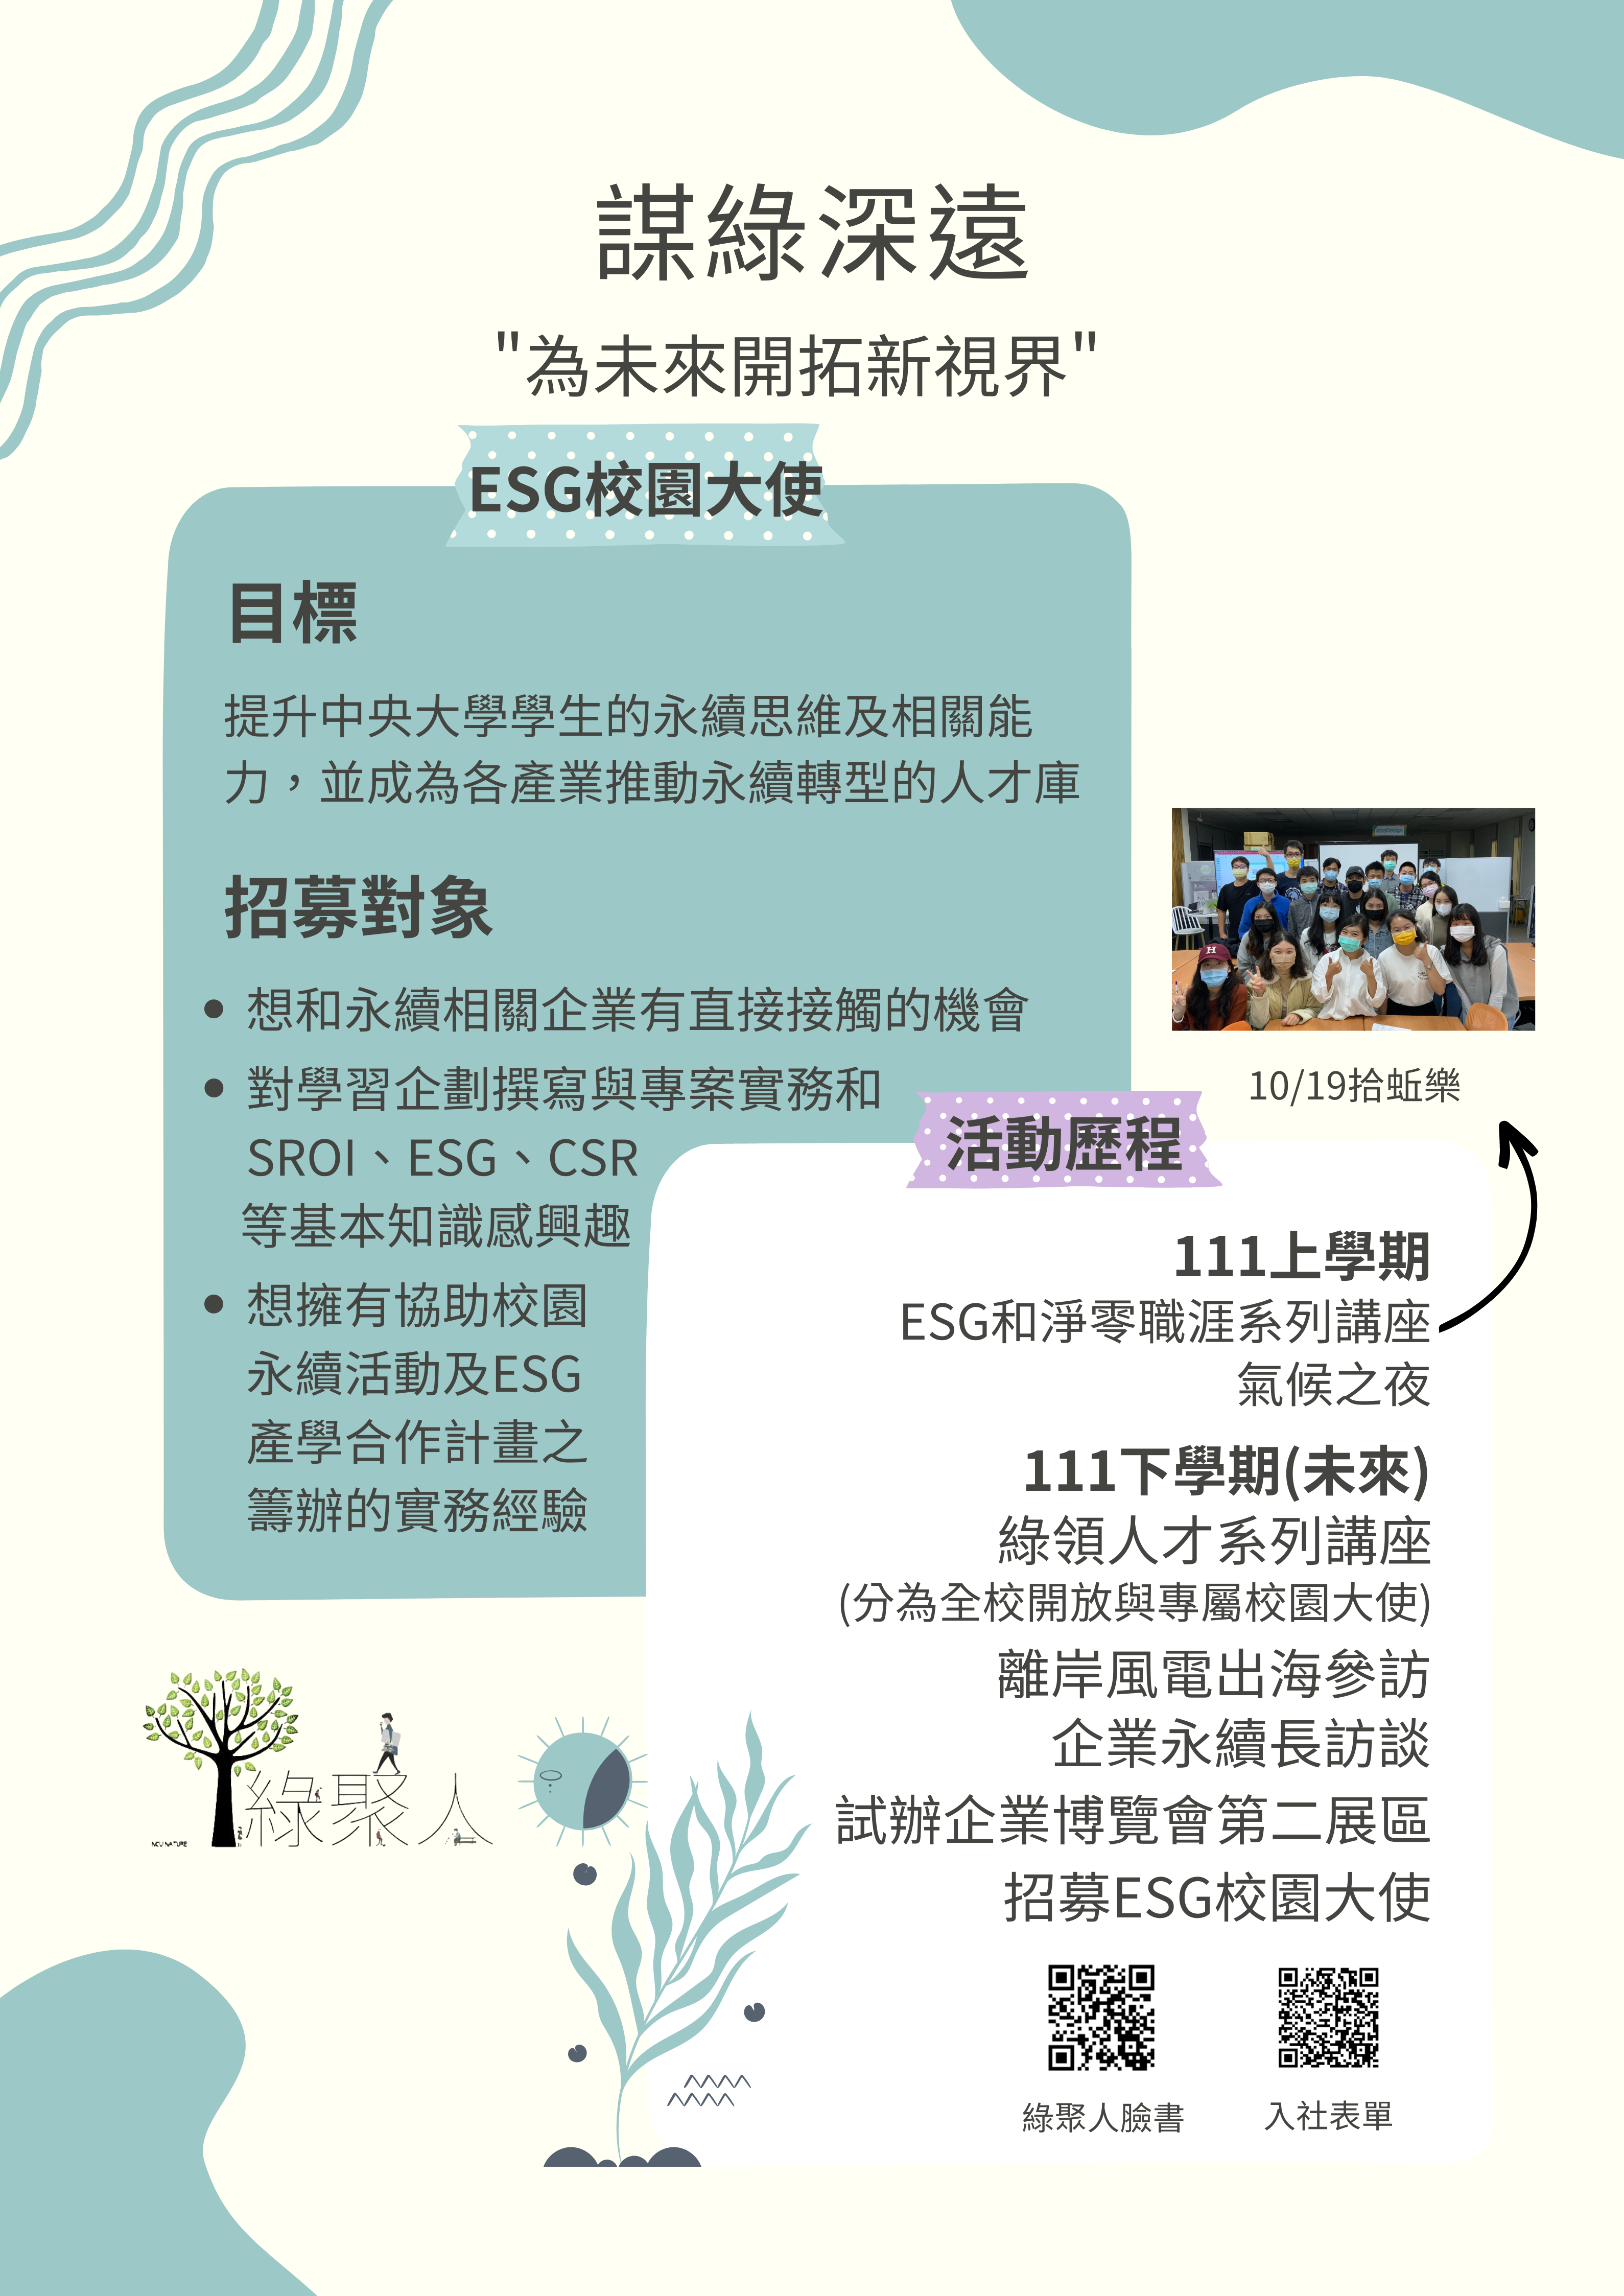 謀綠深遠
"為未來開拓新視界"
ESG校園大使
目標
提升中央大學學生的永續思維及相關能
力，並成為各產業推動永續轉型的人才庫
招募對象
想和永續相關企業有直接接觸的機會
對學習企劃撰寫與專案實務和
SROI、ESG、CSR
等基本知識感興趣
想擁有協助校園
永續活動及ESG
產學合作計畫之
籌辦的實務經驗
10/19拾蚯樂
活動歷程
111上學期
ESG和淨零職涯系列講座
氣候之夜
111下學期(未來)
綠領人才系列講座
(分為全校開放與專屬校園大使)
離岸風電出海參訪
企業永續長訪談
試辦企業博覽會第二展區
招募ESG校園大使
綠聚人
NCU NATURE
綠聚人臉書
入社表單